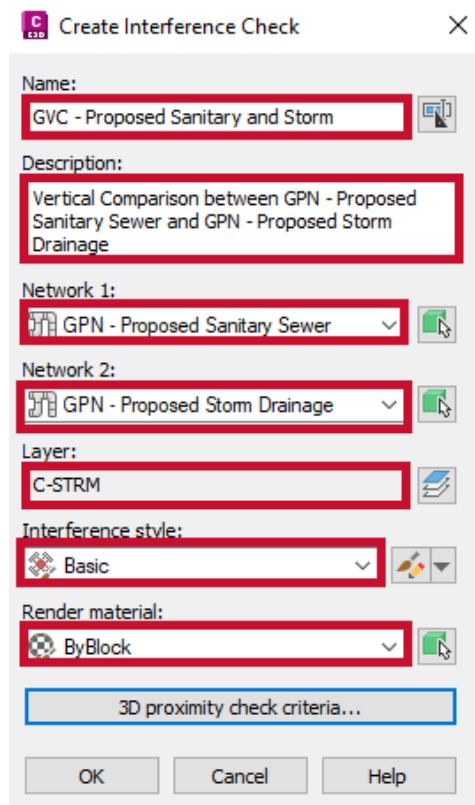 C
C3D
Create Interference Check
Name:
GVC - Proposed Sanitary and Storm
Description:
Vertical Comparison between GPN - Proposed
Sanitary Sewer and GPN - Proposed Storm
Drainage
Network 1:
GPN - Proposed Sanitary Sewer
Network 2:
GPN - Proposed Storm Drainage
Layer:
C-STRM
Interference style:
Basic
Render material:
ByBlock
3D proximity check criteria...
OK Cancel Help